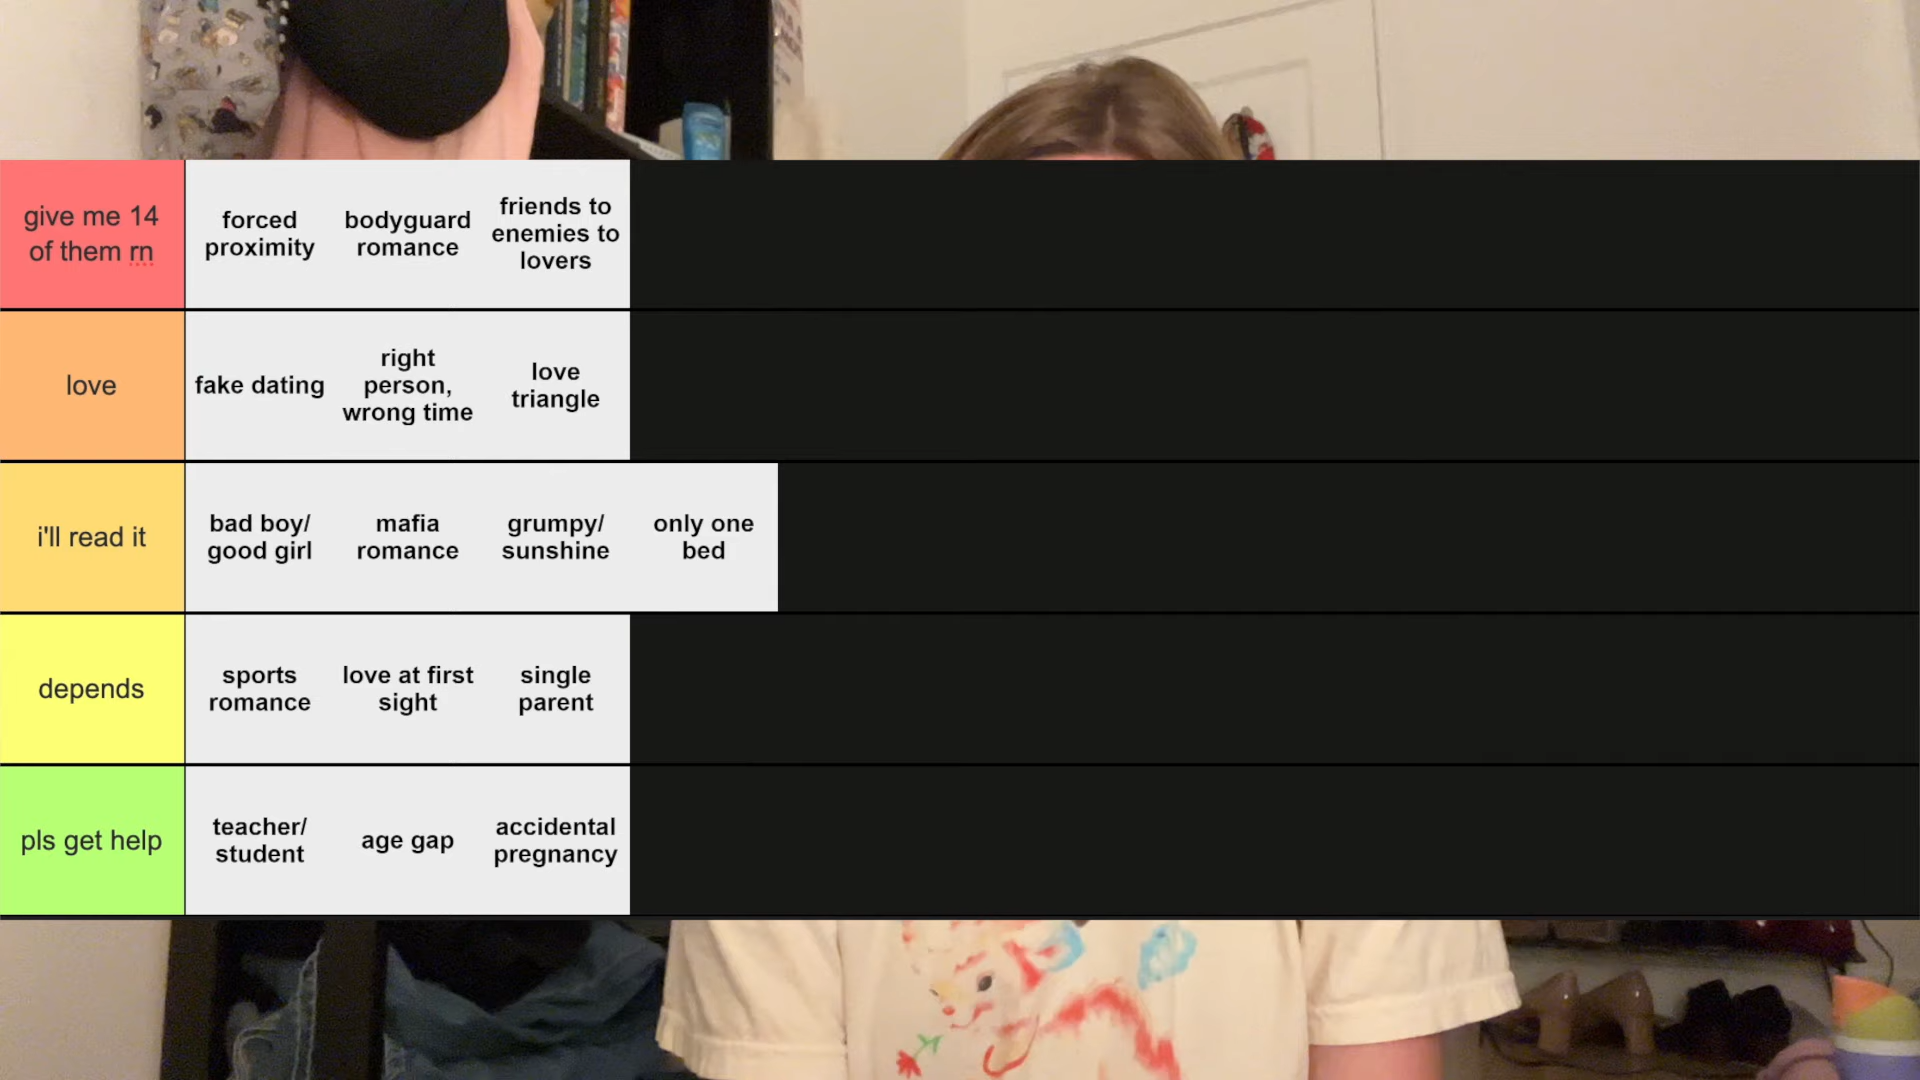 give me 14
of them rn
forced
proximity
bodyguard
romance
friends to
enemies to
lovers
love
fake dating
right
person,
wrong time
love
triangle
i'll read it
bad boy/
good girl
mafia
romance
grumpy/
sunshine
only one
bed
depends
sports
romance
love at first
sight
single
parent
pls get help
teacher/
student
age gap
accidental
pregnancy